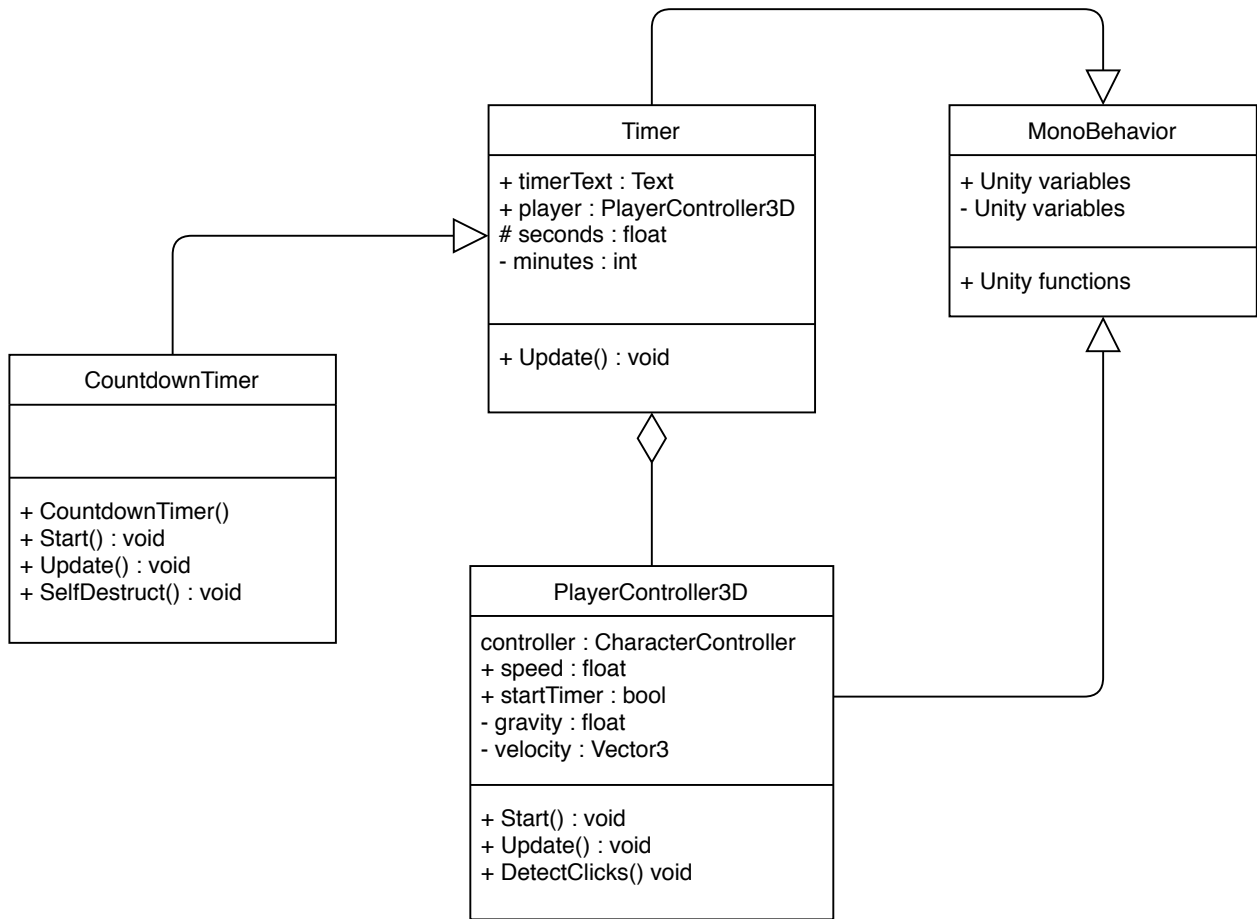 Timer
+ timerText : Text
+ player : PlayerController3D
# seconds : float
- minutes : int
+ Update() : void
MonoBehavior
+ Unity variables
- Unity variables
+ Unity functions
CountdownTimer
+ CountdownTimer()
+ Start() : void
+ Update() : void
+ SelfDestruct() : void
PlayerController3D
controller : CharacterController
+ speed : float
+ startTimer : bool
- gravity : float
- velocity : Vector3
+ Start() : void
+ Update() : void
+ DetectClicks() void